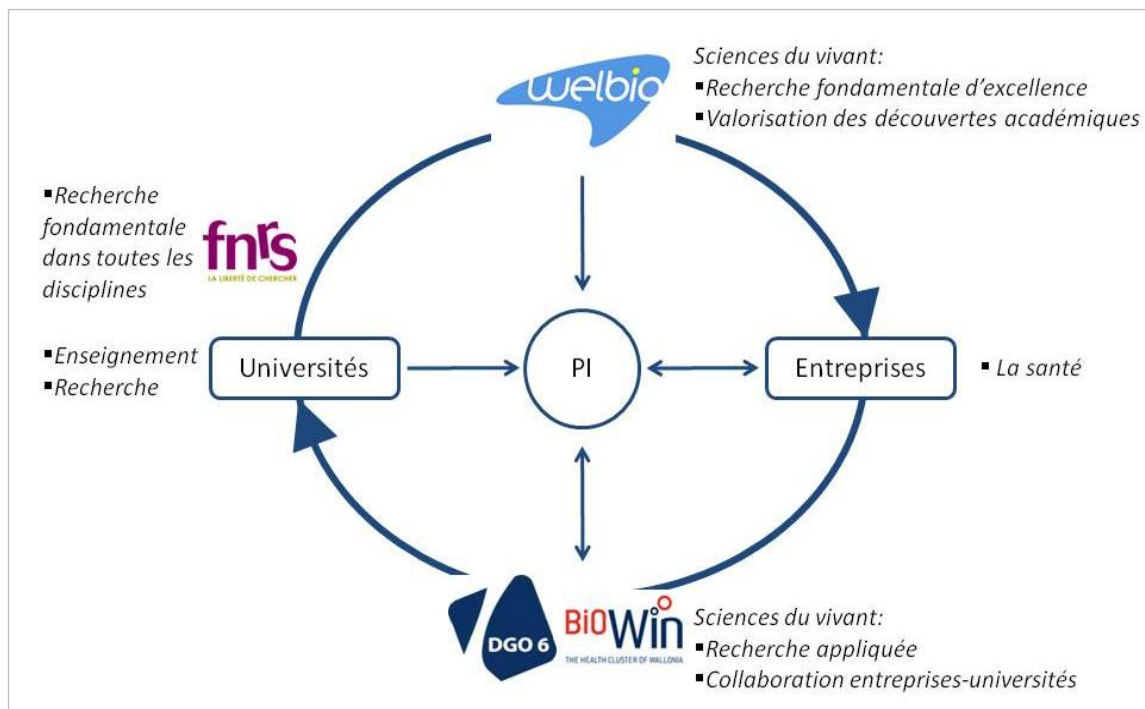 welbio
Sciences du vivant:
▪Recherche fondamentale d’excellence
▪Valorisation des découvertes académiques
▪Recherche
fondamentale
dans toutes les
disciplines
fnrs
LA LIBERTÉ DE CHERCHER
▪Enseignement
▪Recherche
Universités
PI
Entreprises
▪ La santé
DGO 6
BiOWin
THE HEALTH CLUSTER OF WALLONIA
Sciences du vivant:
▪Recherche appliquée
▪Collaboration entreprises-universités